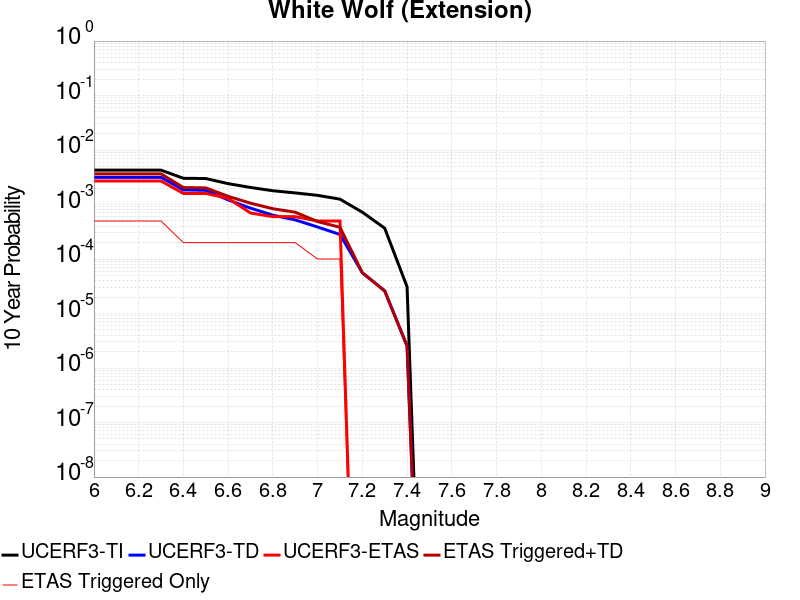 White Wolf (Extension)
10 Year Probability
10^0
10^-1
10^-2
10^-3
10^-4
10^-5
10^-6
10^-7
10^-8
6 6.2 6.4 6.6 6.8 7 7.2 7.4 7.6 7.8 8 8.2 8.4 8.6 8.8 9
Magnitude
UCERF3-TI UCERF3-TD UCERF3-ETAS ETAS Triggered+TD
ETAS Triggered Only